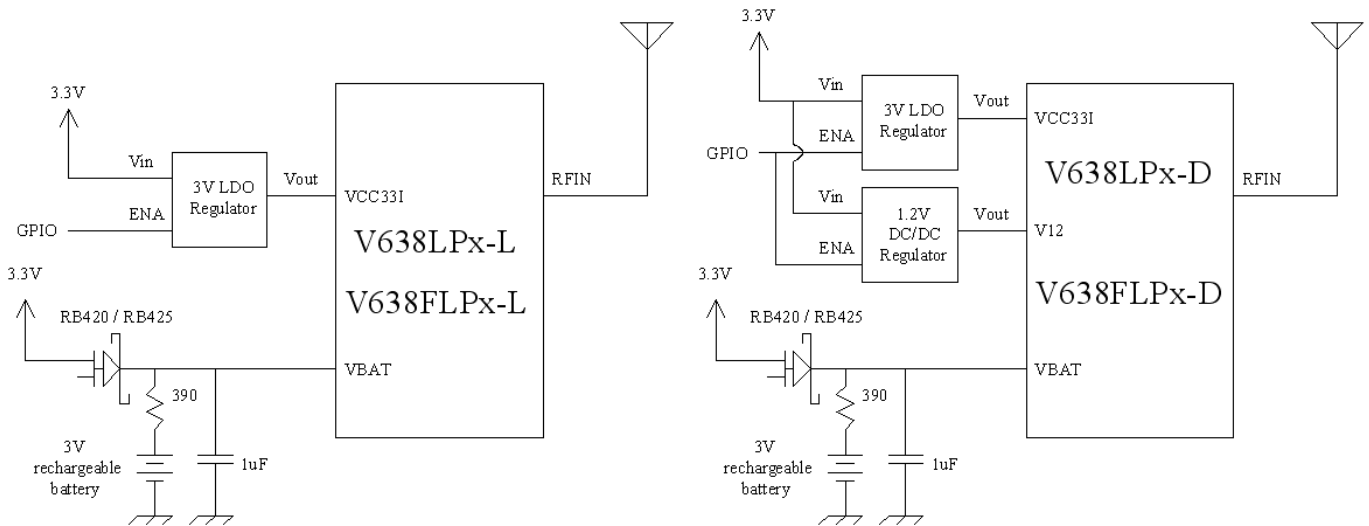 3.3V
Vin
ENA
GPIO
3V LDO
Regulator
Vout
VCC33I
RFIN
V638LPx-L
V638FLPx-L
3.3V
RB420 / RB425
VBAT
390
3V
rechargeable
battery
1uF
3.3V
Vin
ENA
GPIO
3V LDO
Regulator
Vout
VCC33I
V638LPx-D
RFIN
Vin
ENA
1.2V
DC/DC
Regulator
Vout
V12
V638FLPx-D
3.3V
RB420 / RB425
VBAT
390
3V
rechargeable
battery
1uF